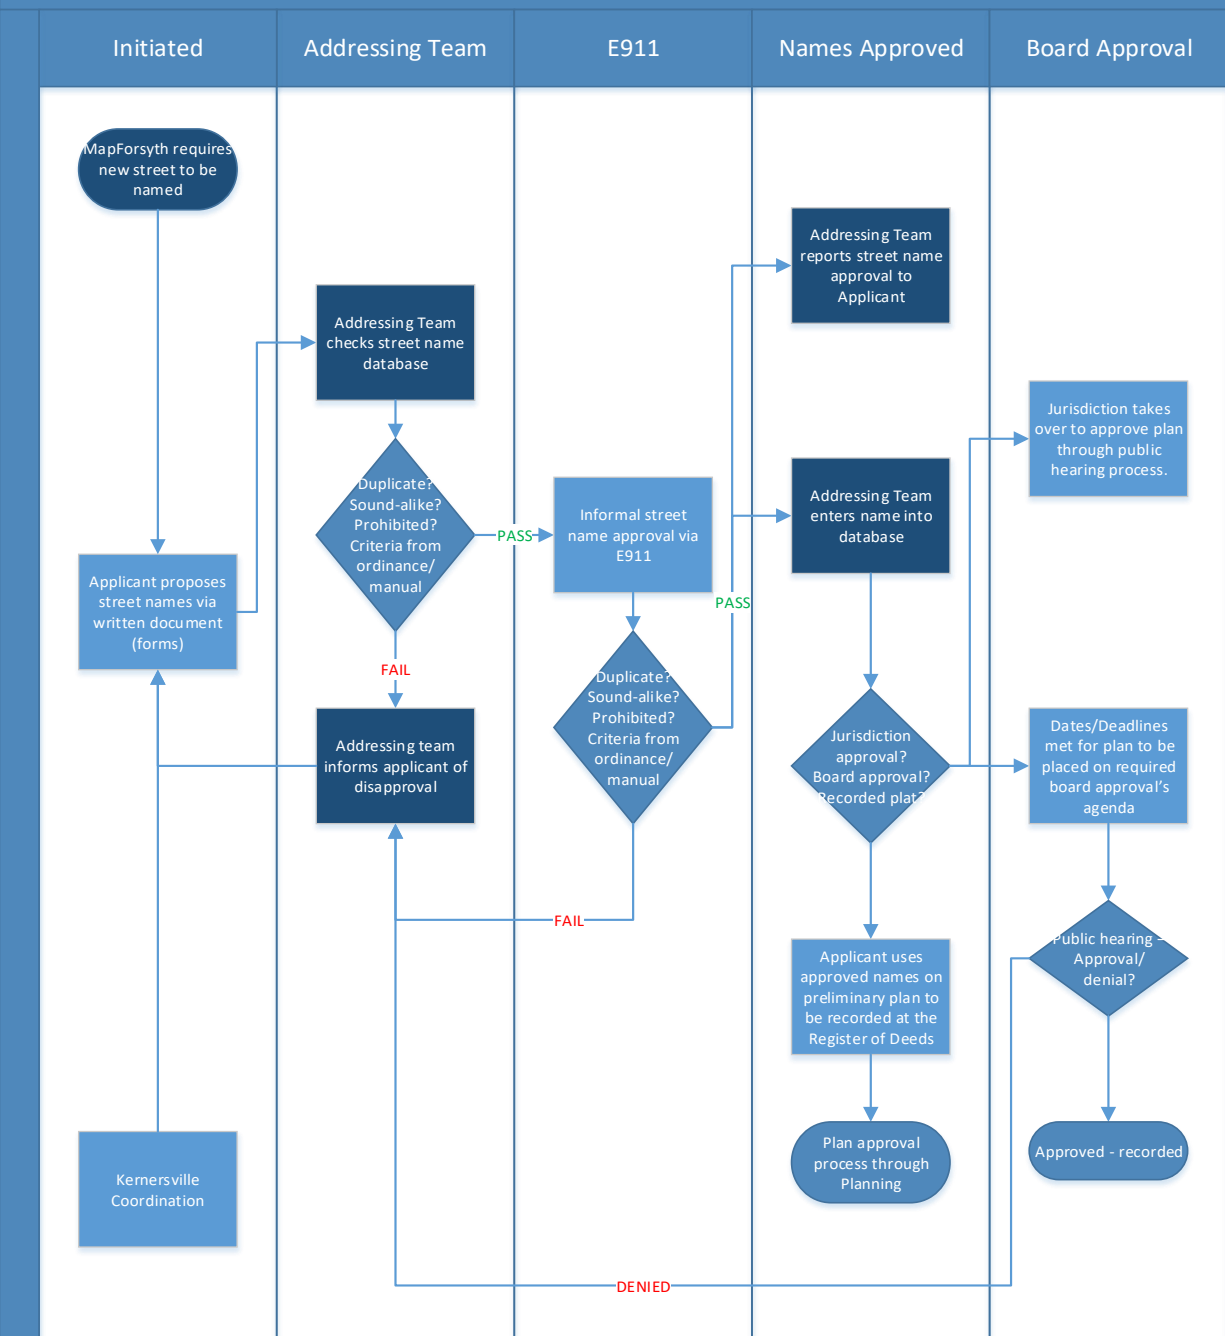 Initiated
Addressing Team
E911
Names Approved
Board Approval
MapForsyth requires
new street to be
named
Applicant proposes
street names via
written document
(forms)
Kernersville
Coordination
Addressing Team
checks street name
database
Duplicate?
Sound-alike?
Prohibited?
Criteria from
ordinance/
manual
PASS
FAIL
Addressing team
informs applicant of
disapproval
Informal street
name approval via
E911
Duplicate?
Sound-alike?
Prohibited?
Criteria from
ordinance/
manual
PASS
FAIL
Addressing Team
reports street name
approval to
Applicant
Addressing Team
enters name into
database
Jurisdiction
approval?
Board approval?
Recorded plat?
Applicant uses
approved names on
preliminary plan to
be recorded at the
Register of Deeds
Plan approval
process through
Planning
Jurisdiction takes
over to approve plan
through public
hearing process.
Dates/Deadlines
met for plan to be
placed on required
board approval's
agenda
Public hearing –
Approval/
denial?
Approved - recorded
DENIED